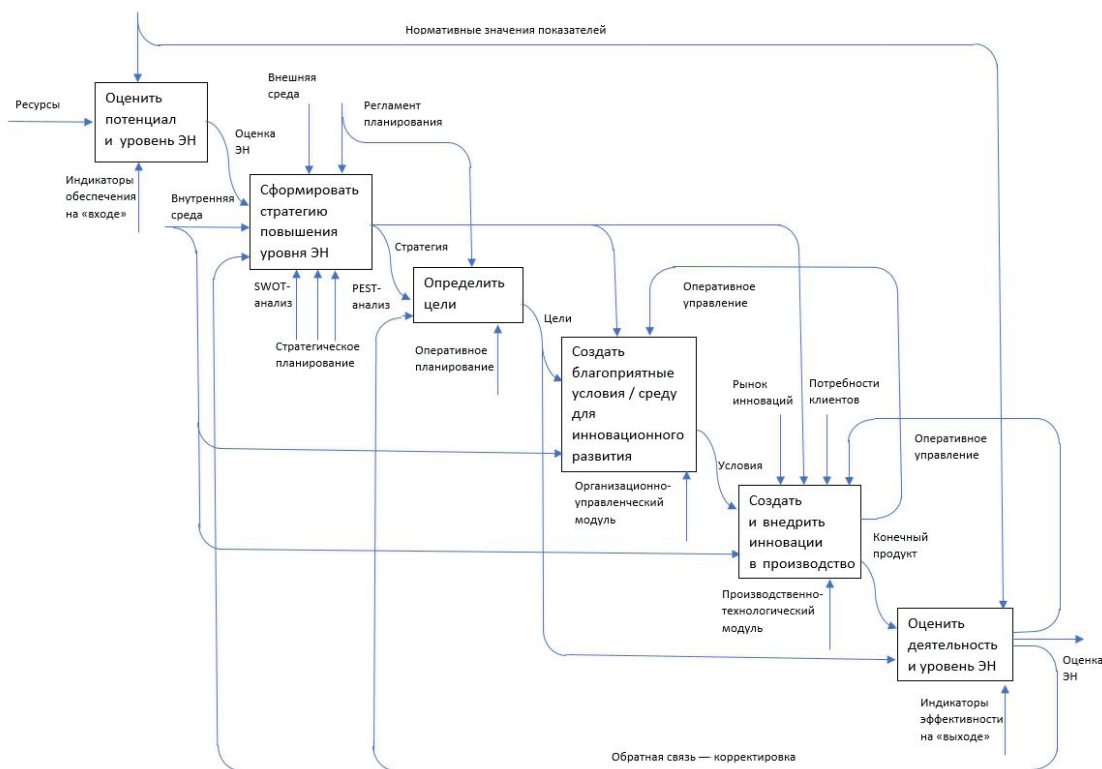 Нормативные значения показателей
Ресурсы
Оценить
потенциал
и уровень ЭН
Внешняя
среда
Регламент
планирования
Оценка
ЭН
Индикаторы
обеспечения
на «входе»
Внутренняя
среда
Сформировать
стратегию
повышения
уровня ЭН
Стратегия
SWOT-
анализ
PEST-
анализ
Стратегическое
планирование
Определить
цели
Оперативное
управление
Цели
Оперативное
планирование
Создать
благоприятные
условия / среду
для
инновационного
развития
Рынок
инноваций
Потребности
клиентов
Оперативное
управление
Условия
Организационно-
управленческий
модуль
Создать
и внедрить
инновации
в производство
Конечный
продукт
Производственно-
технологический
модуль
Оценить
деятельность
и уровень ЭН
Оценка
ЭН
Индикаторы
эффективности
на «выходе»
Обратная связь — корректировка